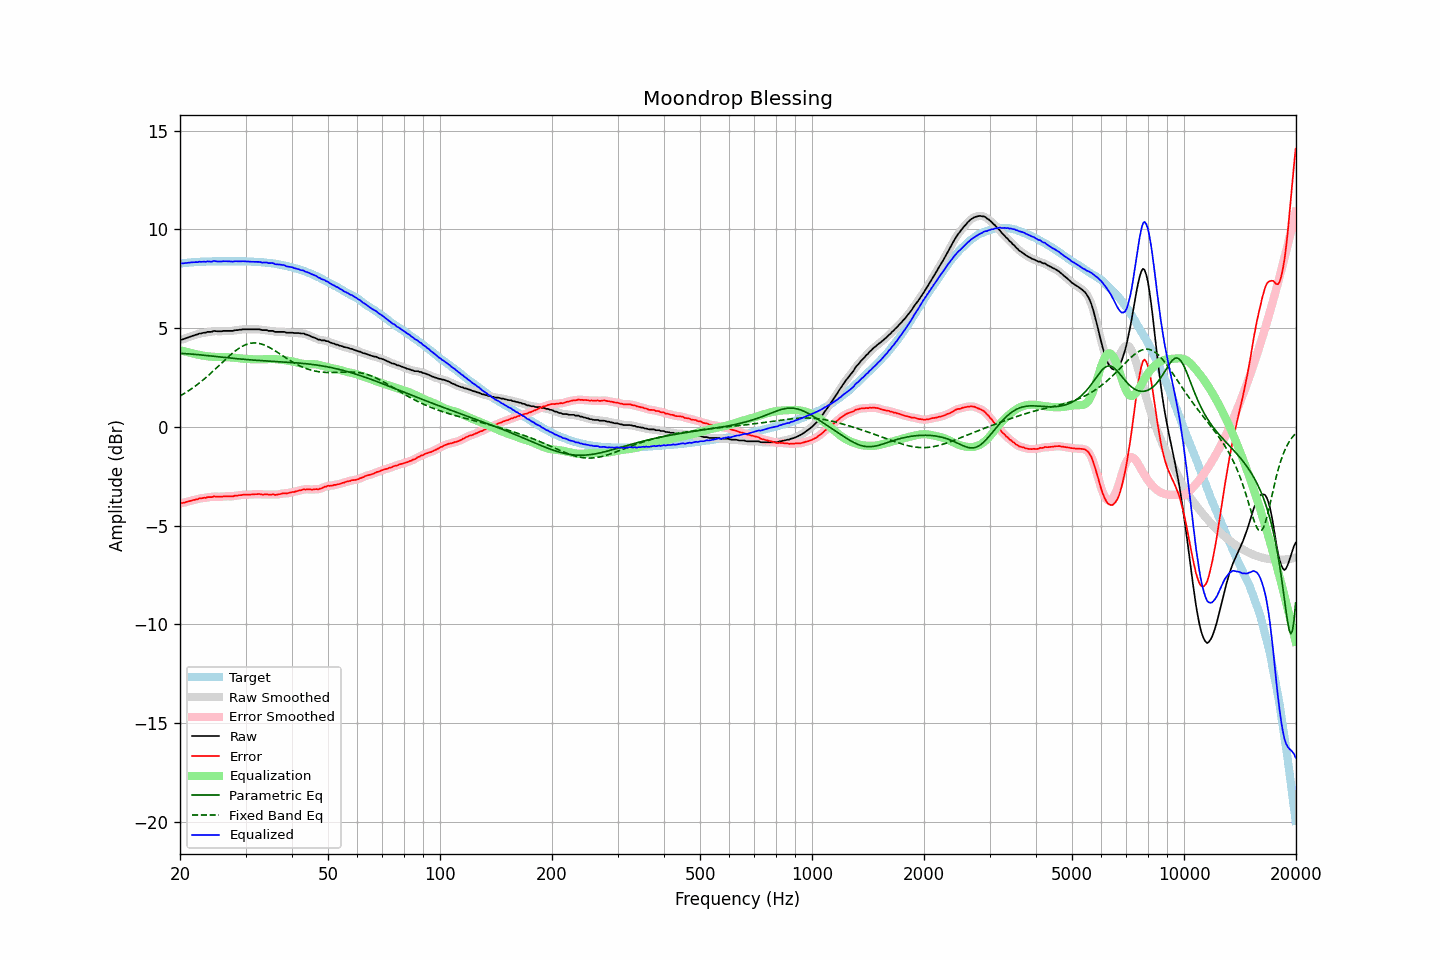 Moondrop Blessing
Amplitude (dBr)
15
10
5
0
−5
−10
−15
−20
Target
Raw Smoothed
Error Smoothed
Raw
Error
Equalization
Parametric Eq
Fixed Band Eq
Equalized
20
50
100
200
500
1000
2000
5000
10000
20000
Frequency (Hz)